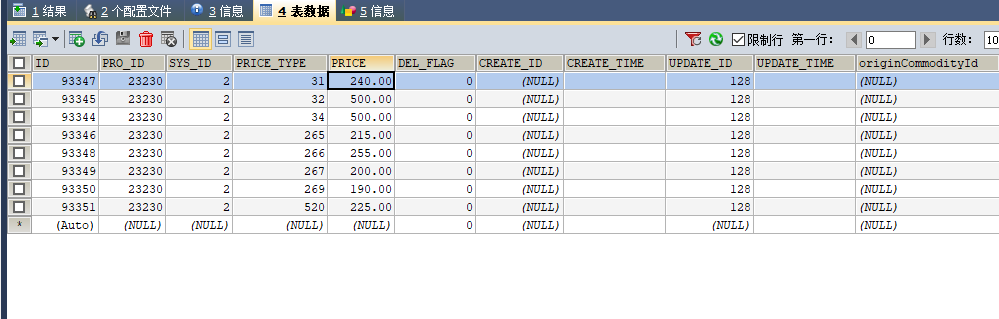 1 结果 2 个配置文件 3 信息 4 表数据 5 信息
限制行 第一行: 0 行数: 10
ID PRO_ID SYS_ID PRICE_TYPE PRICE DEL_FLAG CREATE_ID CREATE_TIME UPDATE_ID UPDATE_TIME originCommodityId
93347 23230 2 31 240.00 0 (NULL) 128 (NULL)
93345 23230 2 32 500.00 0 (NULL) 128 (NULL)
93344 23230 2 34 500.00 0 (NULL) 128 (NULL)
93346 23230 2 265 215.00 0 (NULL) 128 (NULL)
93348 23230 2 266 255.00 0 (NULL) 128 (NULL)
93349 23230 2 267 200.00 0 (NULL) 128 (NULL)
93350 23230 2 269 190.00 0 (NULL) 128 (NULL)
93351 23230 2 520 225.00 0 (NULL) 128 (NULL)
* (Auto) (NULL) (NULL) (NULL) (NULL) 0 (NULL) (NULL) (NULL)